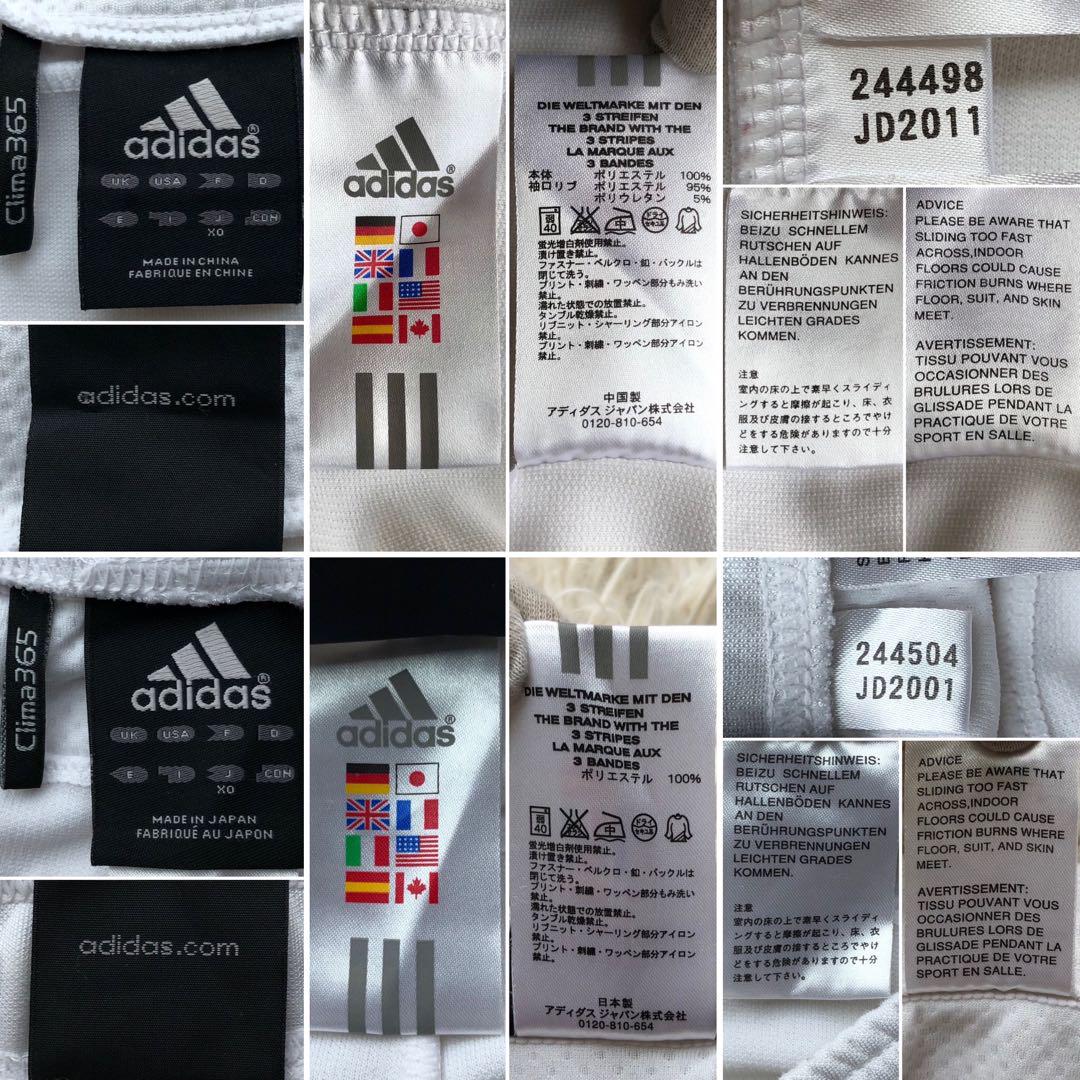 Clima365
adidas®
UK USA F D
E I J CDN
XO
MADE IN CHINA
FABRIQUE EN CHINE
adidas.com
adidas®
DIE WELTMARKE MIT DEN
3 STREIFEN
THE BRAND WITH THE
3 STRIPES
LA MARQUE AUX
3 BANDES
本体 ポリエステル 100%
袖口リブ ポリエステル 95%
ポリウレタン 5%
弱 40 中 ドライ セキユ系
蛍光増白剤使用禁止。
漬け置き禁止。
ファスナー・ベルクロ・釦・バックルは
閉じて洗う。
プリント・刺繍・ワッペン部分もみ洗い
禁止。
濡れた状態での放置禁止。
タンブル乾燥禁止。
リブニット・シャーリング部分アイロン
禁止。
プリント・刺繍・ワッペン部分アイロン
禁止。
中国製
アディダス ジャパン株式会社
0120-810-654
244498
JD2011
SICHERHEITSHINWEIS:
BEIZU SCHNELLEM
RUTSCHEN AUF
HALLENBÖDEN KANNES
AN DEN
BERÜHRUNGSPUNKTEN
ZU VERBRENNUNGEN
LEICHTEN GRADES
KOMMEN.
注意
室内の床の上で素早くスライディ
ングすると摩擦が起こり、床、衣
服及び皮膚の接するところでやけ
どをする危険がありますので十分
注意して下さい。
ADVICE
PLEASE BE AWARE THAT
SLIDING TOO FAST
ACROSS,INDOOR
FLOORS COULD CAUSE
FRICTION BURNS WHERE
FLOOR, SUIT, AND SKIN
MEET.
AVERTISSEMENT:
TISSU POUVANT VOUS
OCCASIONNER DES
BRULURES LORS DE
GLISSADE PENDANT LA
PRACTIQUE DE VOTRE
SPORT EN SALLE.
Clima365
adidas®
UK USA F D
E I J CDN
XO
MADE IN JAPAN
FABRIQUÉ AU JAPON
adidas.com
adidas®
DIE WELTMARKE MIT DEN
3 STREIFEN
THE BRAND WITH THE
3 STRIPES
LA MARQUE AUX
3 BANDES
ポリエステル 100%
弱 40 中 ドライ セキユ系
蛍光増白剤使用禁止。
漬け置き禁止。
ファスナー・ベルクロ・釦・バックルは
閉じて洗う。
プリント・刺繍・ワッペン部分もみ洗い
禁止。
濡れた状態での放置禁止。
タンブル乾燥禁止。
リブニット・シャーリング部分アイロン
禁止。
プリント・刺繍・ワッペン部分アイロン
禁止。
日本製
アディダス ジャパン株式会社
0120-810-654
244504
JD2001
SICHERHEITSHINWEIS:
BEIZU SCHNELLEM
RUTSCHEN AUF
HALLENBÖDEN KANNES
AN DEN
BERÜHRUNGSPUNKTEN
ZU VERBRENNUNGEN
LEICHTEN GRADES
KOMMEN.
注意
室内の床の上で素早くスライディ
ングすると摩擦が起こり、床、衣
服及び皮膚の接するところでやけ
どをする危険がありますので十分
注意して下さい。
ADVICE
PLEASE BE AWARE THAT
SLIDING TOO FAST
ACROSS,INDOOR
FLOORS COULD CAUSE
FRICTION BURNS WHERE
FLOOR, SUIT, AND SKIN
MEET.
AVERTISSEMENT:
TISSU POUVANT VOUS
OCCASIONNER DES
BRULURES LORS DE
GLISSADE PENDANT LA
PRACTIQUE DE VOTRE
SPORT EN SALLE.